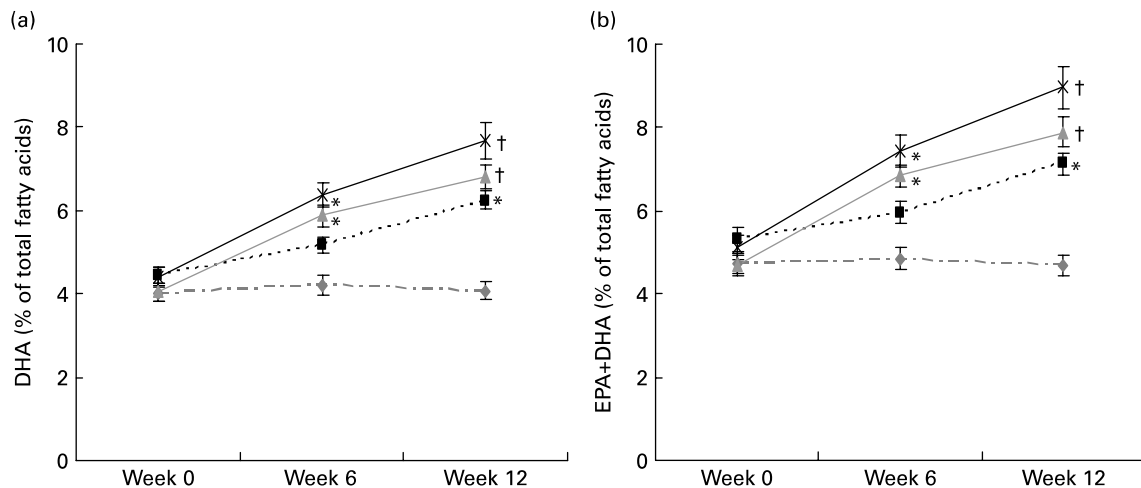 (a)
10
8
6
4
2
0
DHA (% of total fatty acids)
* * * † † 
Week 0 Week 6 Week 12
(b)
10
8
6
4
2
0
EPA+DHA (% of total fatty acids)
* * * † †
Week 0 Week 6 Week 12